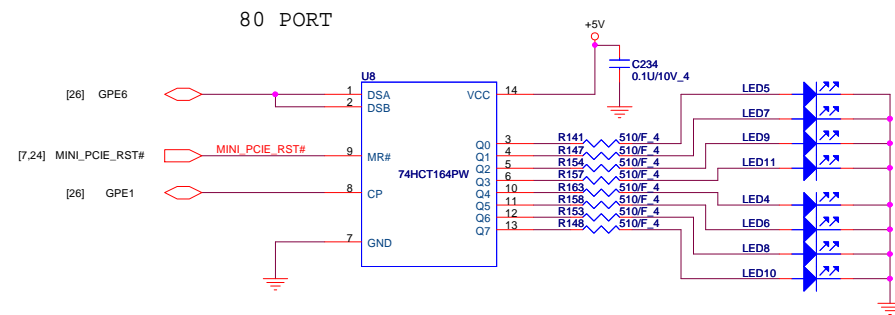 80 PORT
+5V
C234
0.1U/10V_4
U8
[26] GPE6
1 DSA
2 DSB
VCC 14
[7,24] MINI_PCIE_RST#
MINI_PCIE_RST#
9 MR#
[26] GPE1
8 CP
74HCT164PW
7 GND
Q0 3 R141 510/F_4 LED5
Q1 4 R147 510/F_4 LED7
Q2 5 R154 510/F_4 LED9
Q3 6 R157 510/F_4 LED11
Q4 10 R163 510/F_4 LED4
Q5 11 R158 510/F_4 LED6
Q6 12 R153 510/F_4 LED8
Q7 13 R148 510/F_4 LED10